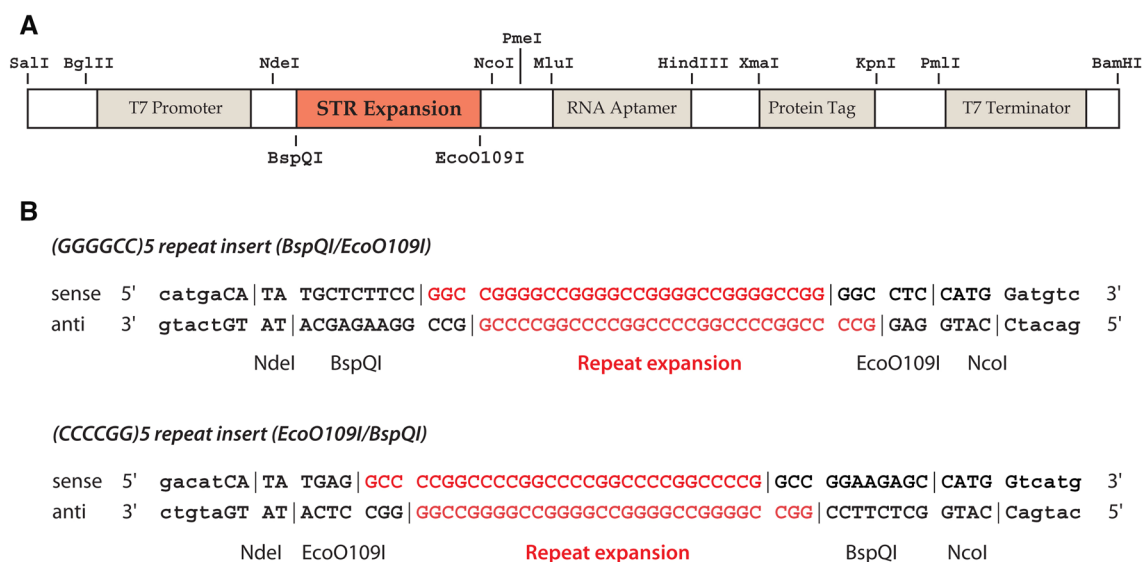 A
PmeI
SalI BglII NdeI NcoI MluI HindIII XmaI KpnI PmlI BamHI
T7 Promoter STR Expansion RNA Aptamer Protein Tag T7 Terminator
BspQI EcoO109I
B
(GGGGCC)5 repeat insert (BspQI/EcoO109I)
sense 5' catgaCA|TA TGCTCTTCC|GGC CGGGGCCGGGGCCGGGGCCGGGGCCGG|GGC CTC|CATG Gatgtc 3'
anti 3' gtactGT AT|ACGAGAAGG CCG|GCCCCGGCCCCGGCCCCGGCCCCGGCC CCG|GAG GTAC|Ctacag 5'
NdeI BspQI Repeat expansion EcoO109I NcoI
(CCCCGG)5 repeat insert (EcoO109I/BspQI)
sense 5' gacatCA|TA TGAG|GCC CCGGCCCCGGCCCCGGCCCCGGCCCCG|GCC GGAAGAGC|CATG Gtcatg 3'
anti 3' ctgtaGT AT|ACTC CGG|GGCCGGGGCCGGGGCCGGGGCCGGGGC CGG|CCTTCTCG GTAC|Cagtac 5'
NdeI EcoO109I Repeat expansion BspQI NcoI